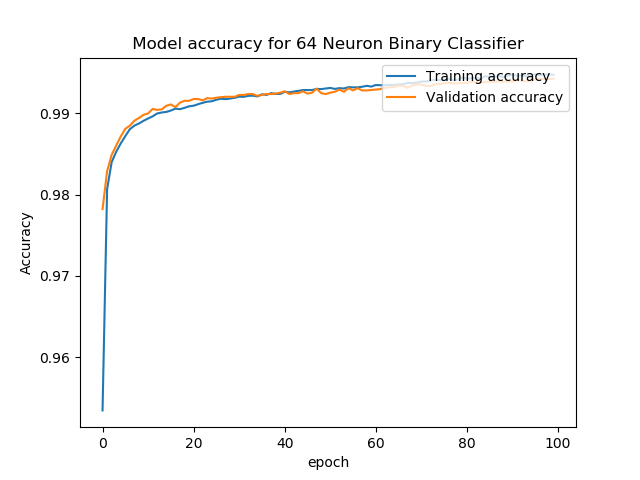 Model accuracy for 64 Neuron Binary Classifier
Training accuracy
Validation accuracy
0.99
0.98
0.97
0.96
Accuracy
0
20
40
60
80
100
epoch